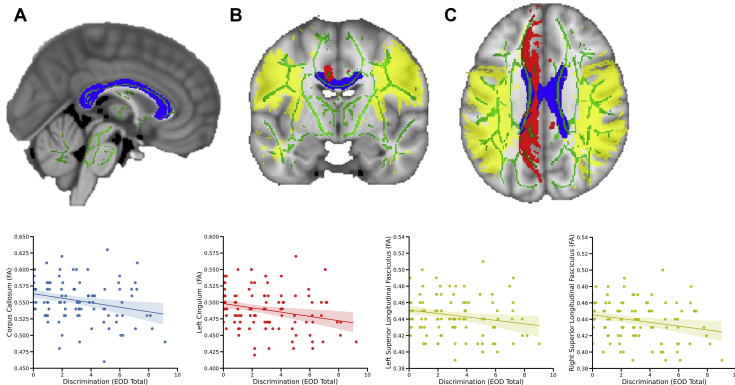 A
B
C
0.650
0.625
0.600
0.575
0.550
0.525
0.500
0.475
0.450
Corpus Callosum (FA)
0 2 4 6 8 10
Discrimination (EOD Total)
0.600
0.575
0.550
0.525
0.500
0.475
0.450
0.425
0.400
Left Cingulum (FA)
0 2 4 6 8 10
Discrimination (EOD Total)
0.54
0.52
0.50
0.48
0.46
0.44
0.42
0.40
0.38
Left Superior Longitudinal Fasciculus (FA)
0 2 4 6 8 10
Discrimination (EOD Total)
0.54
0.52
0.50
0.48
0.46
0.44
0.42
0.40
0.38
Right Superior Longitudinal Fasciculus (FA)
0 2 4 6 8
Discrimination (EOD Total)